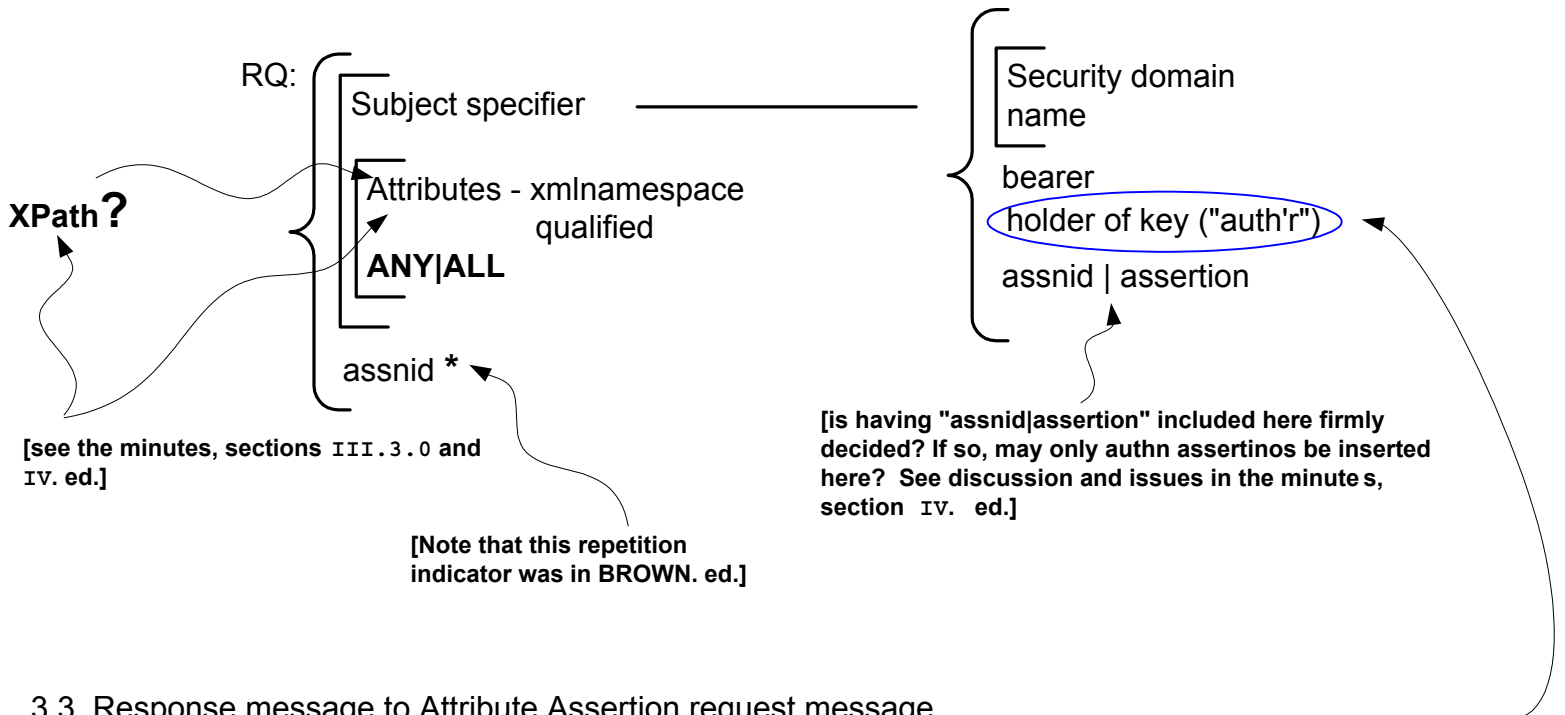 RQ:
Subject specifier
Attributes - xmlnamespace
qualified
ANY|ALL
assnid *
XPath?
[see the minutes, sections III.3.0 and
IV. ed.]
[Note that this repetition
indicator was in BROWN. ed.]
Security domain
name
bearer
holder of key ("auth'r")
assnid | assertion
[is having "assnid|assertion" included here firmly
decided? If so, may only authn assertinos be inserted
here? See discussion and issues in the minutes,
section IV. ed.]
3.3 Response message to Attribute Assertion request message